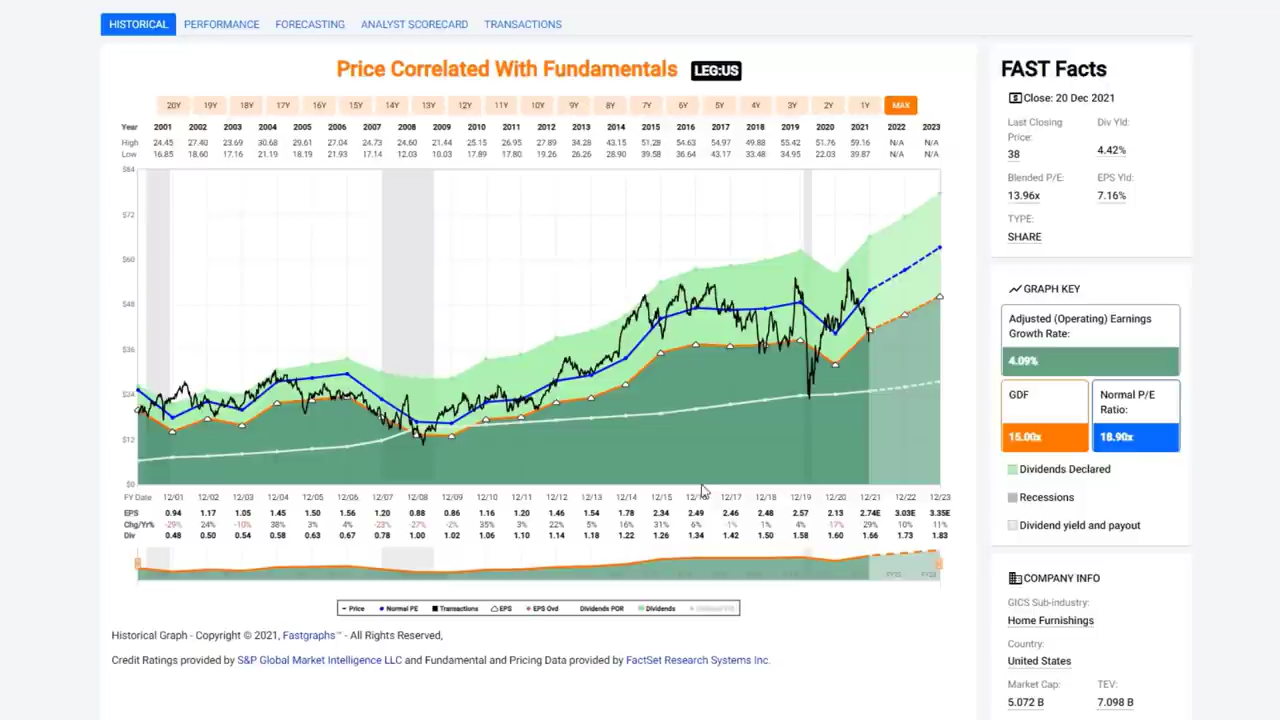 HISTORICAL PERFORMANCE FORECASTING ANALYST SCORECARD TRANSACTIONS
Price Correlated With Fundamentals LEG:US
20Y 19Y 18Y 17Y 16Y 15Y 14Y 13Y 12Y 11Y 10Y 9Y 8Y 7Y 6Y 5Y 4Y 3Y 2Y 1Y MAX
Year 2001 2002 2003 2004 2005 2006 2007 2008 2009 2010 2011 2012 2013 2014 2015 2016 2017 2018 2019 2020 2021 2022 2023
High 24.45 27.40 23.69 30.68 29.61 27.04 24.73 24.60 21.44 25.15 26.95 27.89 34.28 43.15 51.28 54.63 54.97 49.88 55.42 51.76 59.16 N/A N/A
Low 16.85 18.60 17.16 21.19 18.19 21.93 17.14 12.03 10.03 17.89 17.80 19.26 26.26 28.90 39.58 36.64 43.17 33.48 34.95 22.03 39.87 N/A N/A
$84
$72
$60
$48
$36
$24
$12
$0
FY Date 12/01 12/02 12/03 12/04 12/05 12/06 12/07 12/08 12/09 12/10 12/11 12/12 12/13 12/14 12/15 12/17 12/18 12/19 12/20 12/21 12/22 12/23
EPS 0.94 1.17 1.05 1.45 1.50 1.56 1.20 0.88 0.86 1.16 1.20 1.46 1.54 1.78 2.34 2.49 2.46 2.48 2.57 2.13 2.74E 3.03E 3.35E
Chg/Yr% -29% 24% -10% 38% 3% 4% -23% -27% -2% 35% 3% 22% 5% 16% 31% 6% -1% 1% 4% -17% 29% 10% 11%
Div 0.48 0.50 0.54 0.58 0.63 0.67 0.78 1.00 1.02 1.06 1.10 1.14 1.18 1.22 1.26 1.34 1.42 1.50 1.58 1.60 1.66 1.73 1.83
Price Normal PE Transactions EPS EPS Ovd Dividends POR Dividends
Historical Graph - Copyright © 2021, Fastgraphs™ - All Rights Reserved,
Credit Ratings provided by S&P Global Market Intelligence LLC and Fundamental and Pricing Data provided by FactSet Research Systems Inc.
FAST Facts
Close: 20 Dec 2021
Last Closing Price:
38
Div Yld:
4.42%
Blended P/E:
13.96x
EPS Yld:
7.16%
TYPE:
SHARE
GRAPH KEY
Adjusted (Operating) Earnings
Growth Rate:
4.09%
GDF
15.00x
Normal P/E
Ratio:
18.90x
Dividends Declared
Recessions
Dividend yield and payout
COMPANY INFO
GICS Sub-industry:
Home Furnishings
Country:
United States
Market Cap:
5.072 B
TEV:
7.098 B